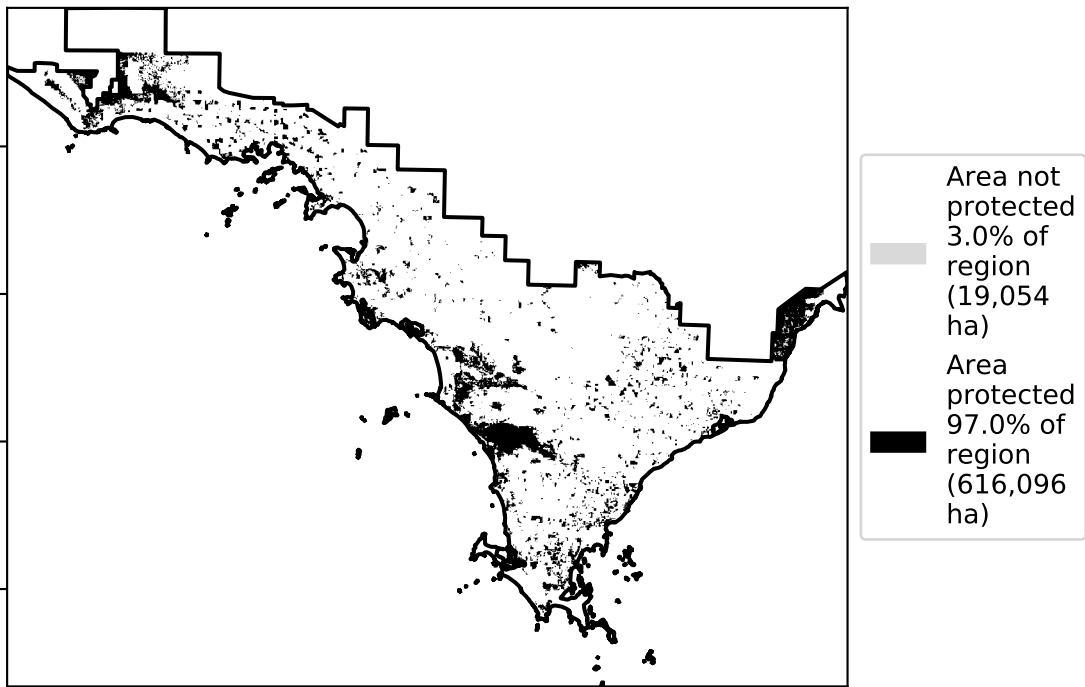 Area not
protected
3.0% of
region
(19,054
ha)
Area
protected
97.0% of
region
(616,096
ha)